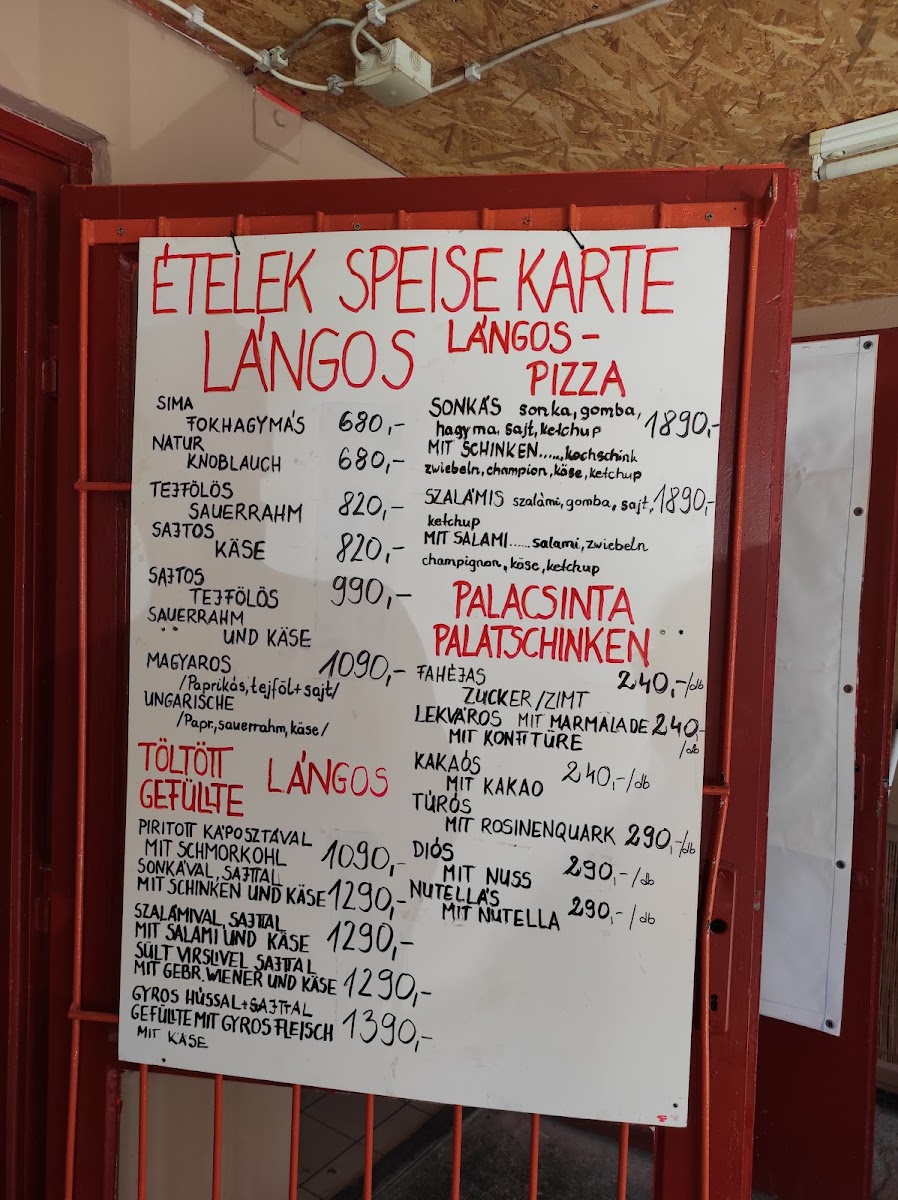 ÉTELEK SPEISE KARTE
LÁNGOS
SIMA
FOKHAGYMÁS 680,-
NATUR
KNOBLAUCH 680,-
TEJFÖLÖS
SAUERRAHM 820,-
SAJTOS
KÄSE 820,-
SAJTOS
TEJFÖLÖS 990,-
SAUERRAHM
UND KÄSE
MAGYAROS 1090,-
/Paprikás, tejföl+sajt/
UNGARISCHE
/Papr, sauerrahm, käse/
TÖLTÖTT
GEFÜLLTE LÁNGOS
PIRITOTT KÁPOSZTÁVAL
MIT SCHMORKOHL 1090,-
SONKÁVAL, SAJTTAL
MIT SCHINKEN UND KÄSE 1290,-
SZALÁMIVAL, SAJTTAL
MIT SALAMI UND KÄSE 1290,-
SÜLT VIRSLIVEL, SAJTTAL
MIT GEBR. WIENER UND KÄSE 1290,-
GYROS HÚSSAL+SAJTTAL
GEFÜLLTE MIT GYROS FLEISCH 1390,-
MIT KÄSE
LÁNGOS-
PIZZA
SONKÁS sonka, gomba, 1890,-
hagyma, sajt, ketchup
MIT SCHINKEN....., kochschink
zwiebeln, champion, käse, ketchup
SZALÁMIS szalámi, gomba, sajt, 1890,-
ketchup
MIT SALAMI...... salami, zwiebeln
champignon, käse, ketchup
PALACSINTA
PALATSCHINKEN
FAHÉJAS 240,-/db
ZUCKER/ZIMT
LEKVÁROS MIT MARMELADE 240,-
MIT KONFITÜRE /db
KAKAÓS 240,-/db
MIT KAKAO
TÚRÓS
MIT ROSINENQUARK 290,-/db
DIÓS 290,-/db
MIT NUSS
NUTELLÁS 290,-/db
MIT NUTELLA